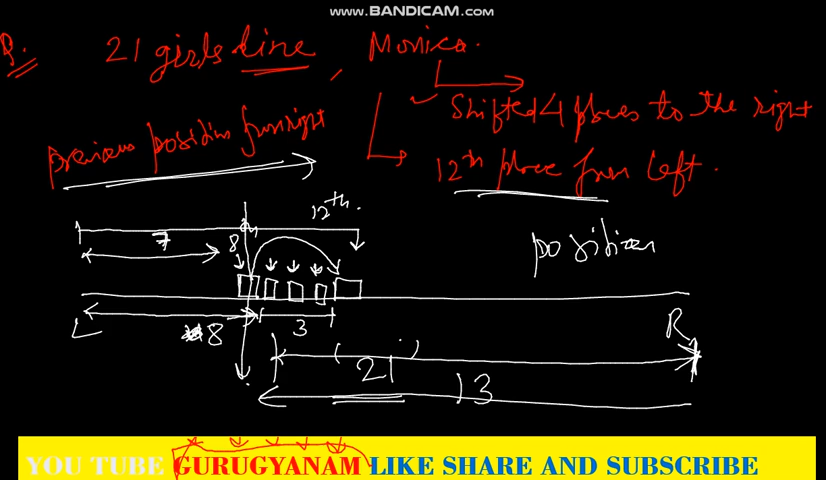 WWW.BANDICAM.COM
Q. 21 girls line, Monica.
Shifted 4 places to the right
Previous position from right
12th place from left.
12th.
7
8
position
L
8
3
R
21
13
YOU TUBE GURUGYANAM LIKE SHARE AND SUBSCRIBE